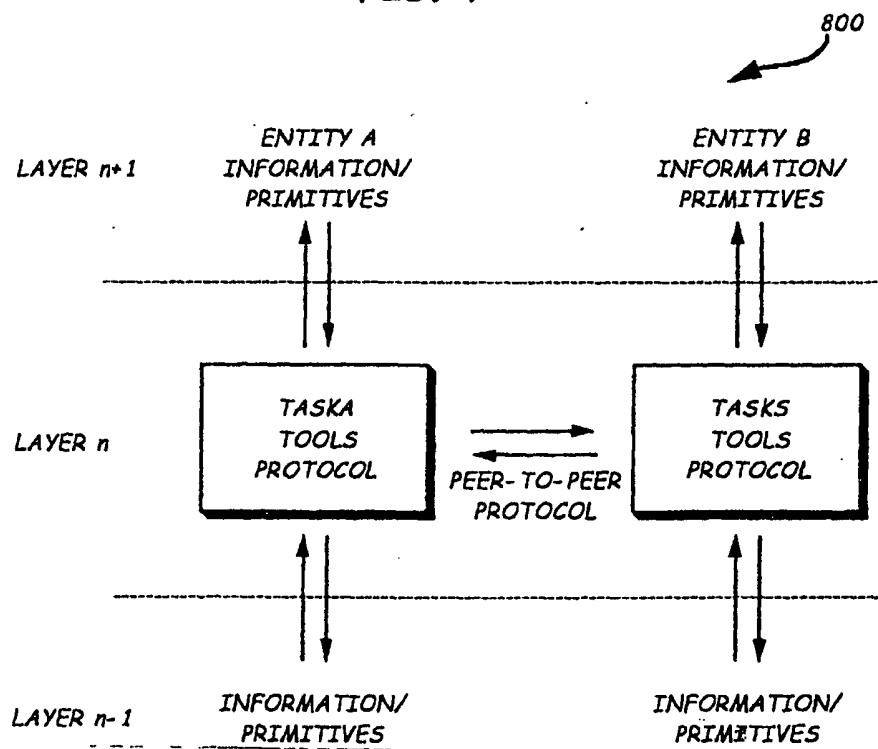 800
LAYER n+1
ENTITY A
INFORMATION/
PRIMITIVES
ENTITY B
INFORMATION/
PRIMITIVES
LAYER n
TASKA
TOOLS
PROTOCOL
PEER-TO-PEER
PROTOCOL
TASKS
TOOLS
PROTOCOL
LAYER n-1
INFORMATION/
PRIMITIVES
INFORMATION/
PRIMITIVES